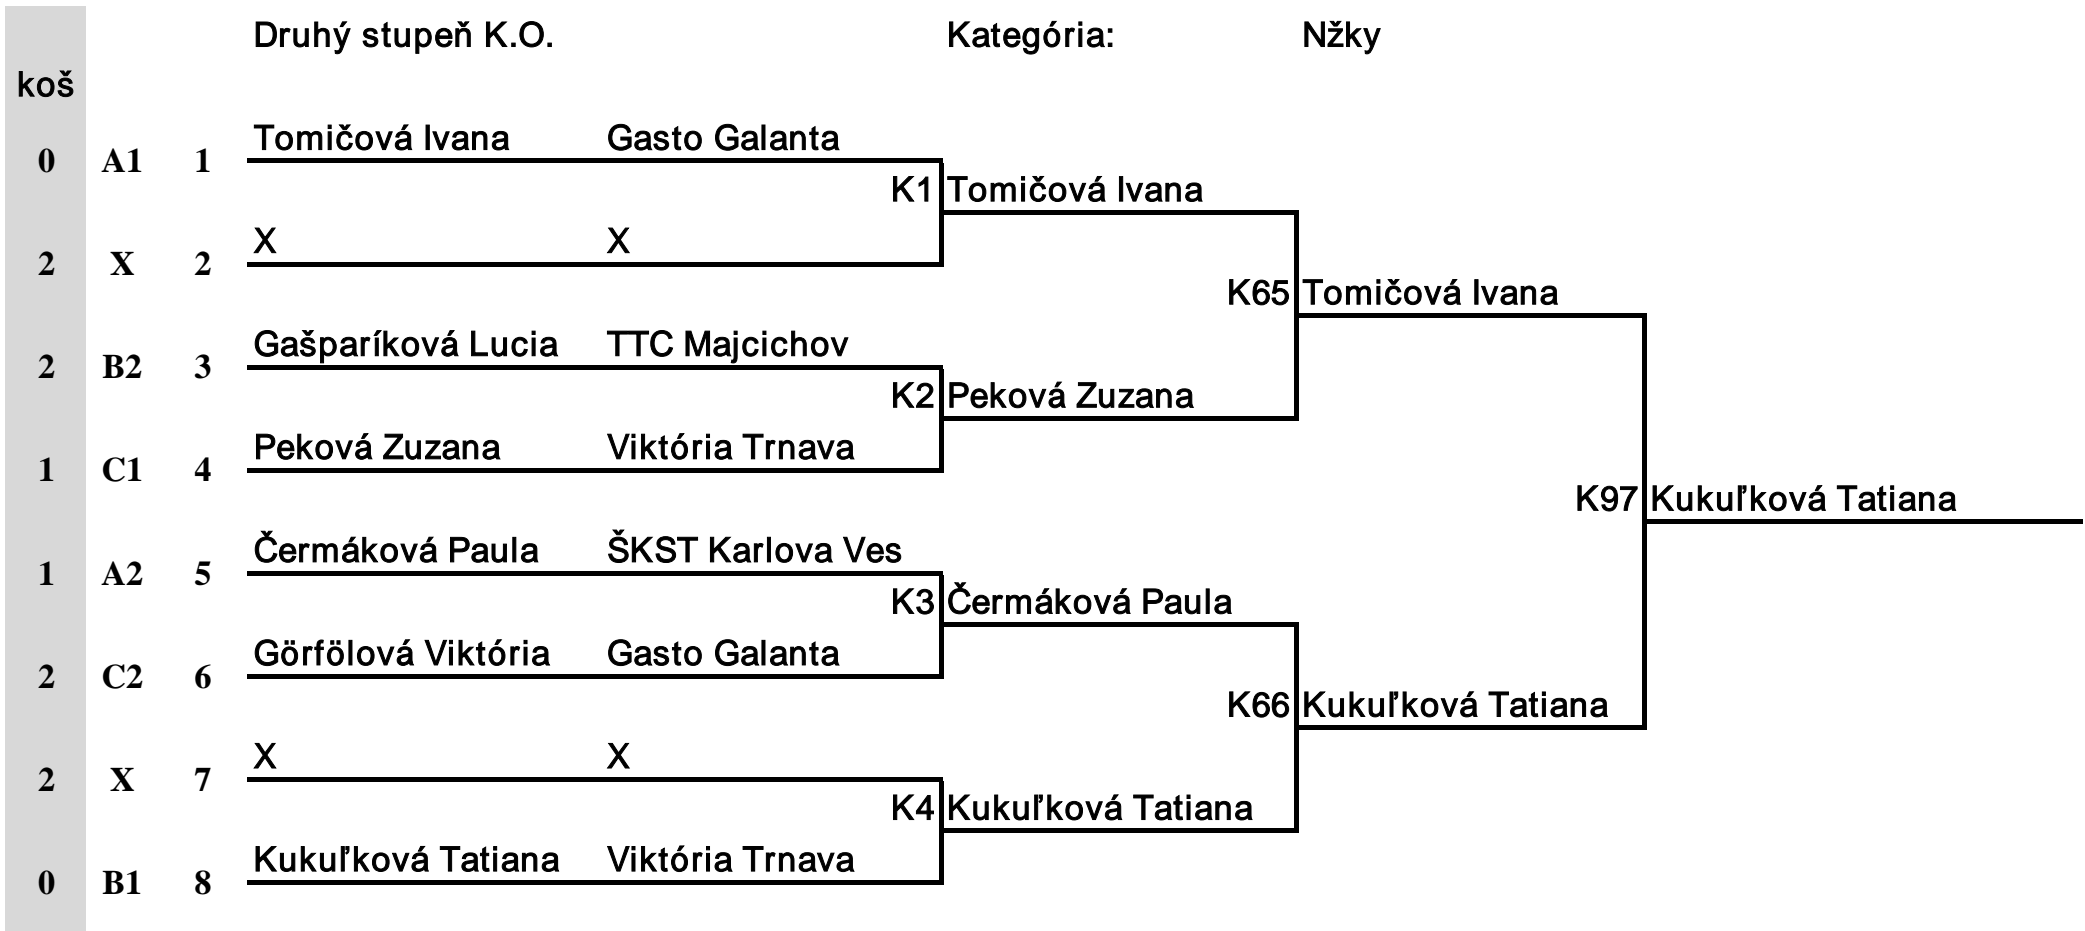 Druhý stupeň K.O. Kategória: Nžky
koš
Tomičová Ivana Gasto Galanta
0 A1 1
K1 Tomičová Ivana
X X
2 X 2
K65 Tomičová Ivana
Gašparíková Lucia TTC Majcichov
2 B2 3
K2 Peková Zuzana
Peková Zuzana Viktória Trnava
1 C1 4
K97 Kukuľková Tatiana
Čermáková Paula ŠKST Karlova Ves
1 A2 5
K3 Čermáková Paula
Görfölová Viktória Gasto Galanta
2 C2 6
K66 Kukuľková Tatiana
X X
2 X 7
K4 Kukuľková Tatiana
Kukuľková Tatiana Viktória Trnava
0 B1 8